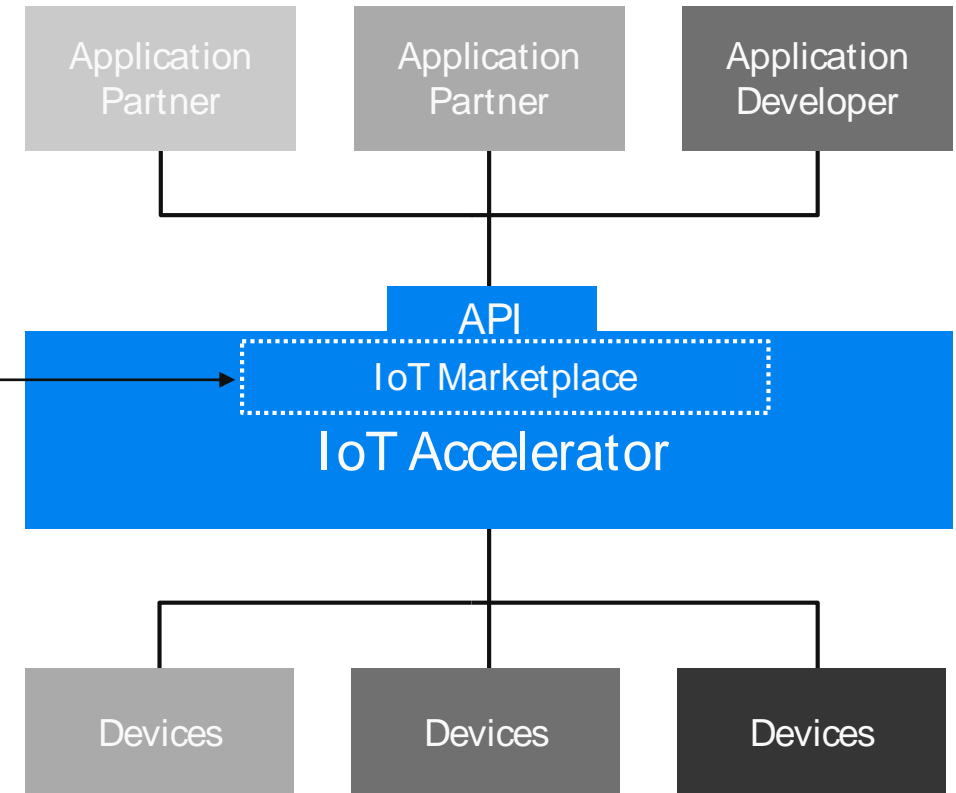 Application
Partner
Application
Partner
Application
Developer
API
IoT Marketplace
IoT Accelerator
Devices
Devices
Devices